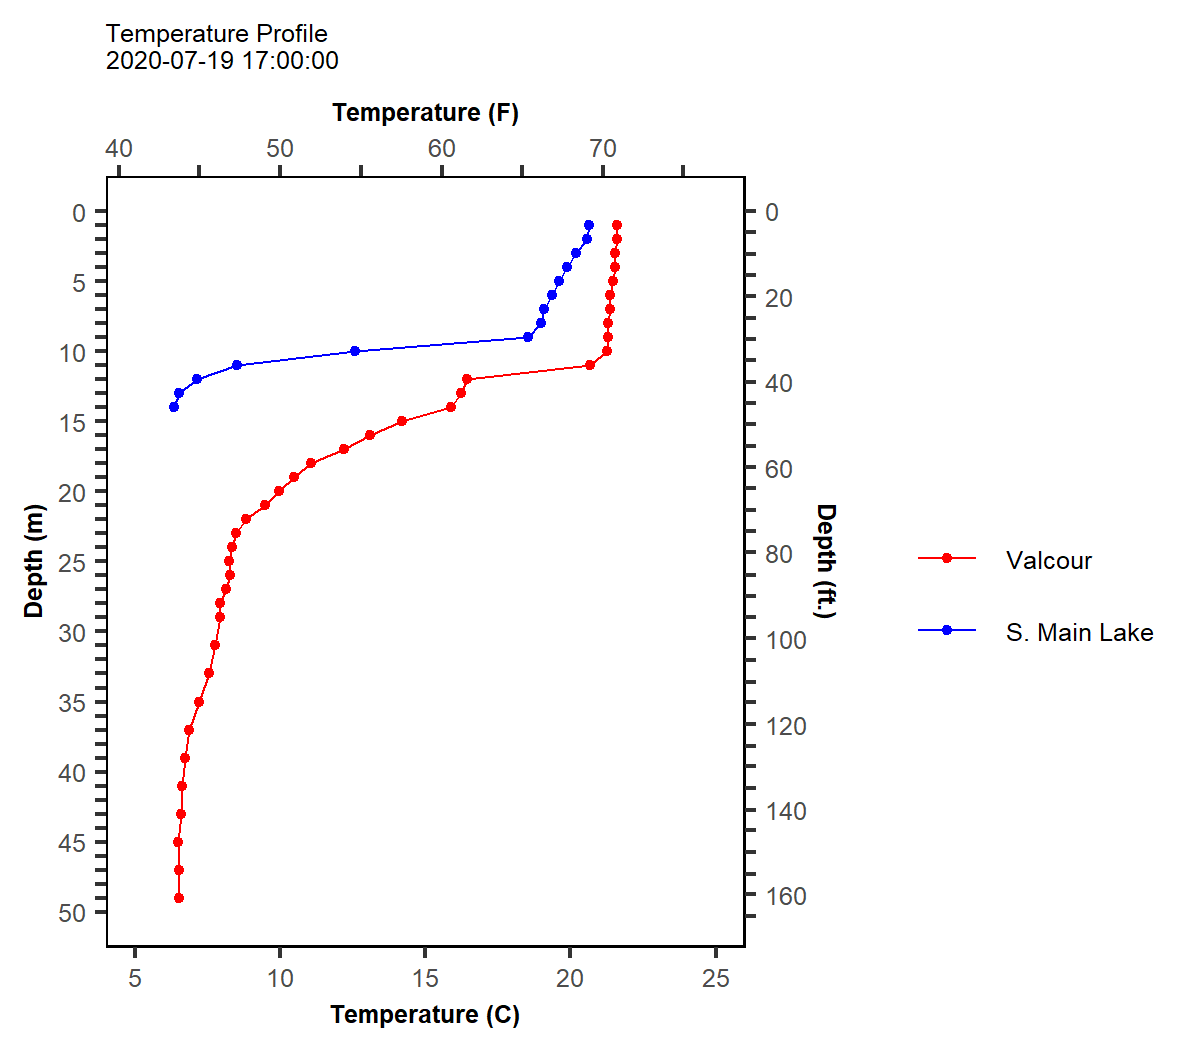 Temperature Profile
2020-07-19 17:00:00
Temperature (F)
40 50 60 70
0
5
10
15
20
25
30
35
40
45
50
Depth (m)
0
20
40
60
80
100
120
140
160
Depth (ft.)
Valcour
S. Main Lake
5 10 15 20 25
Temperature (C)